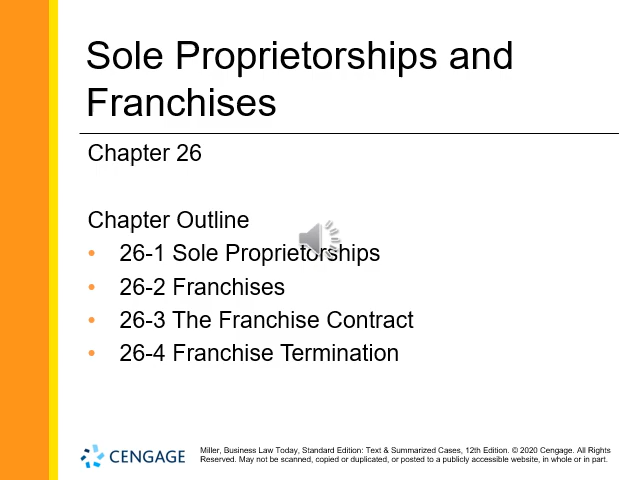 Sole Proprietorships and
Franchises
Chapter 26
Chapter Outline
• 26-1 Sole Proprietorships
• 26-2 Franchises
• 26-3 The Franchise Contract
• 26-4 Franchise Termination
CENGAGE
Miller, Business Law Today, Standard Edition: Text & Summarized Cases, 12th Edition. © 2020 Cengage. All Rights
Reserved. May not be scanned, copied or duplicated, or posted to a publicly accessible website, in whole or in part.